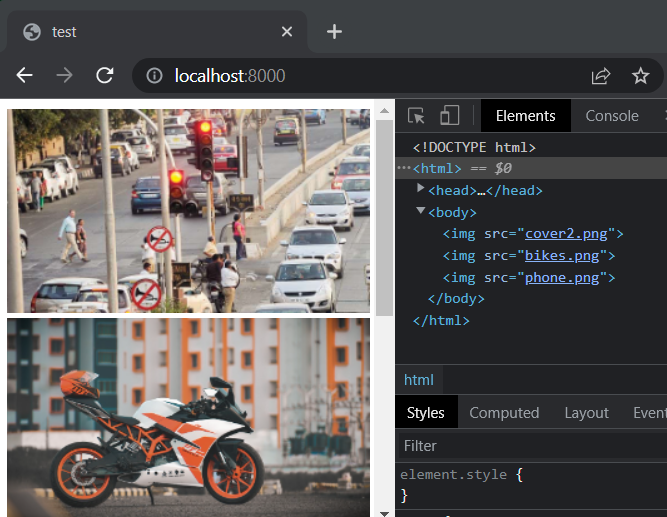 test
localhost:8000
Elements
Console
<!DOCTYPE html>
<html> == $0
<head>…</head>
<body>
<img src="cover2.png">
<img src="bikes.png">
<img src="phone.png">
</body>
</html>
html
Styles
Computed
Layout
Event
Filter
element.style {
}